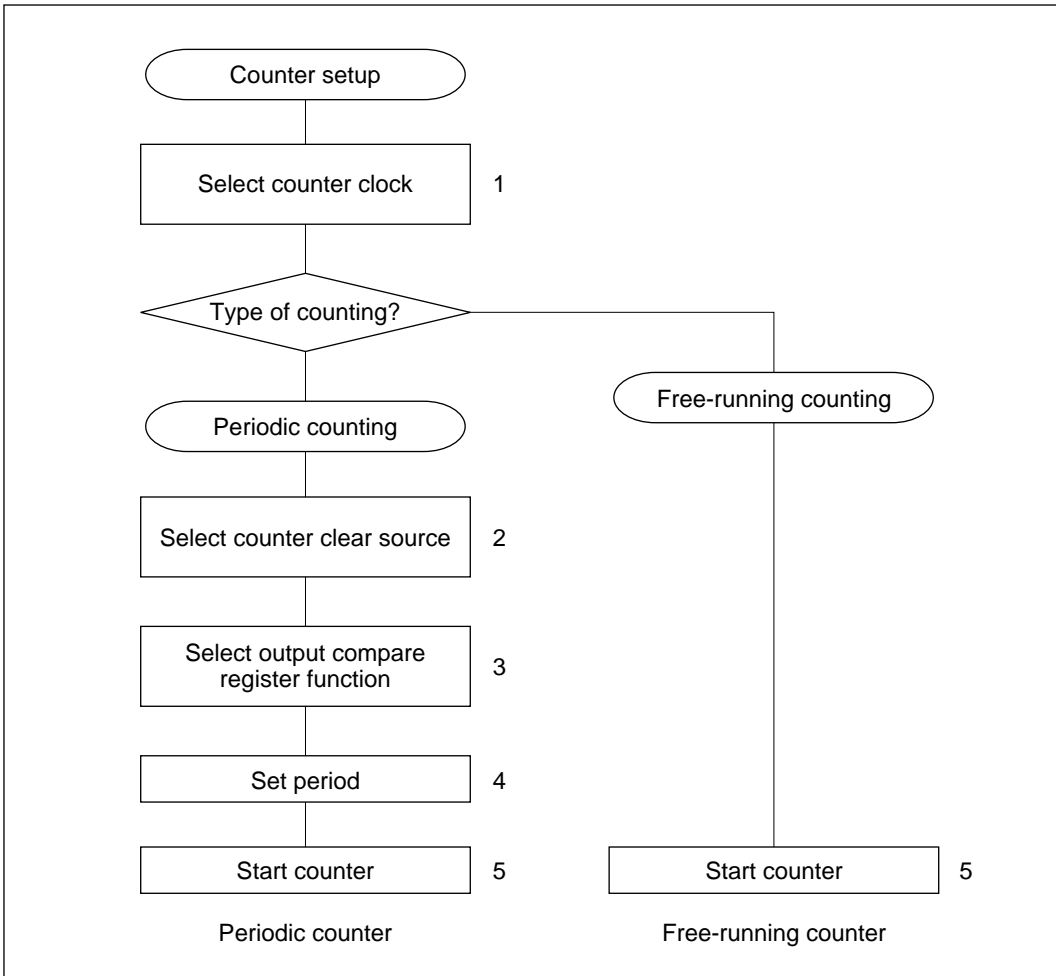 Counter setup
Select counter clock
1
Type of counting?
Free-running counting
Periodic counting
Select counter clear source
2
Select output compare
register function
3
Set period
4
Start counter
5
Start counter
5
Periodic counter
Free-running counter